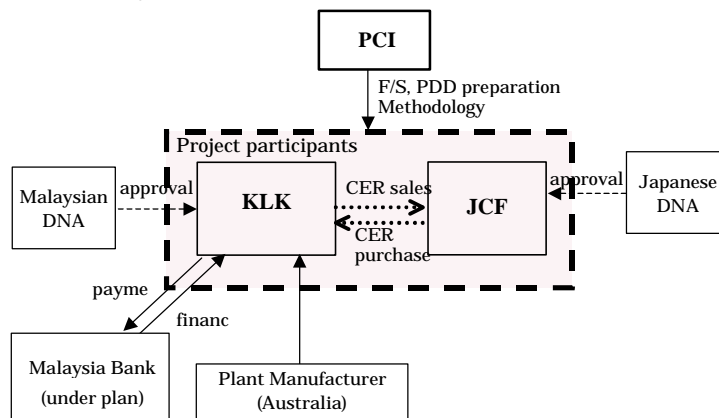 PCI
F/S, PDD preparation
Methodology
Project participants
Malaysian
DNA
approval
KLK
CER sales
CER
purchase
JCF
approval
Japanese
DNA
payme
financ
Malaysia Bank
(under plan)
Plant Manufacturer
(Australia)